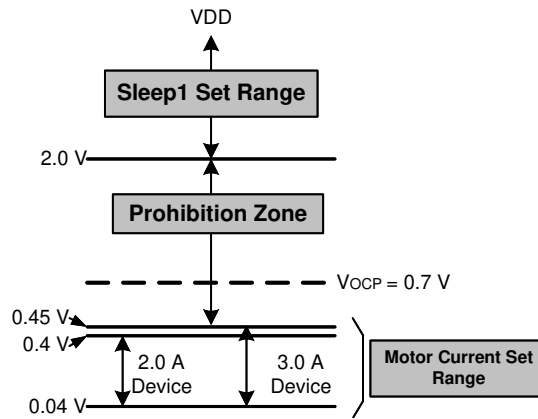 VDD
Sleep1 Set Range
2.0 V
Prohibition Zone
VOCP = 0.7 V
0.45 V
0.4 V
2.0 A
Device
3.0 A
Device
Motor Current Set
Range
0.04 V